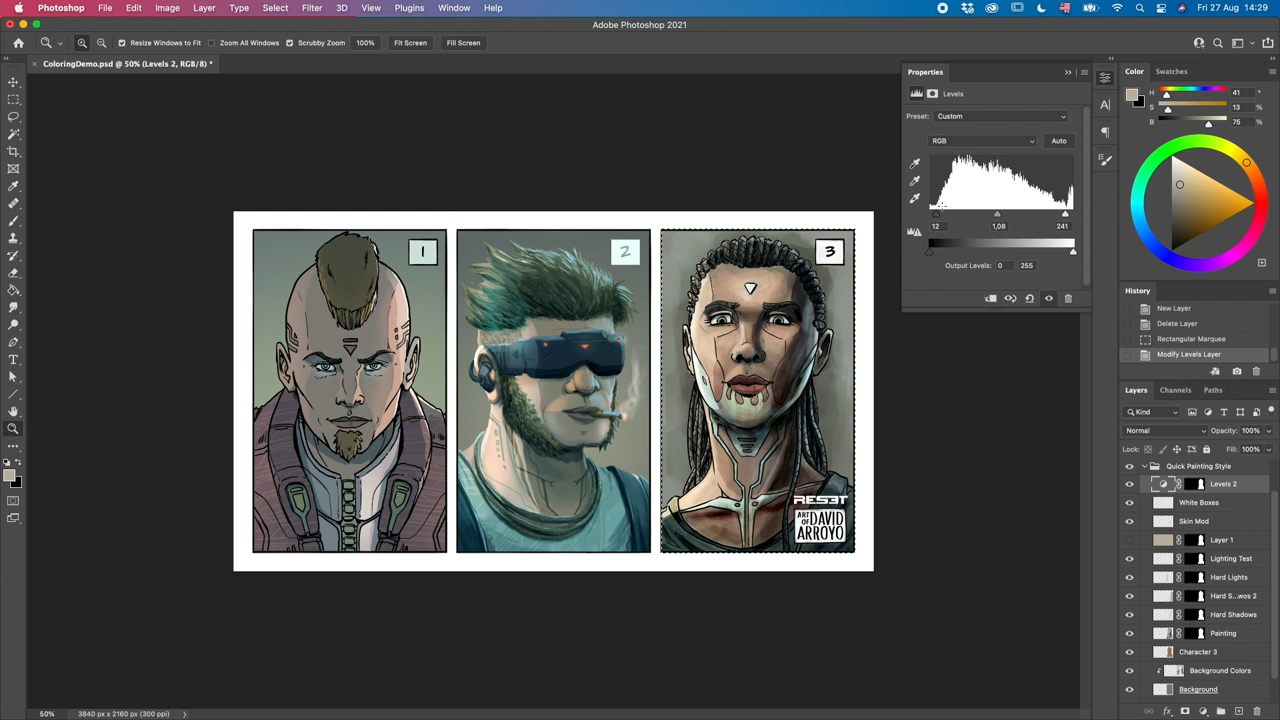 Photoshop File Edit Image Layer Type Select Filter 3D View Plugins Window Help Fri 27 Aug 14:29
Adobe Photoshop 2021
Resize Windows to Fit Zoom All Windows Scrubby Zoom 100% Fit Screen Fill Screen
ColoringDemo.psd @ 50% (Levels 2, RGB/8) *
Properties
Levels
Preset: Custom
RGB Auto
12 1,08 241
Output Levels: 0 255
Color Swatches
H 41 °
S 13 %
B 75 %
History
New Layer
Delete Layer
Rectangular Marquee
Modify Levels Layer
Layers Channels Paths
Kind
Normal Opacity: 100%
Lock: Fill: 100%
Quick Painting Style
Levels 2
White Boxes
Skin Mod
Layer 1
Lighting Test
Hard Lights
Hard S...wos 2
Hard Shadows
Painting
Character 3
Background Colors
Background
1
2
3
RES3T
ART OF DAVID
ARROYO
50% 3840 px x 2160 px (300 ppi)